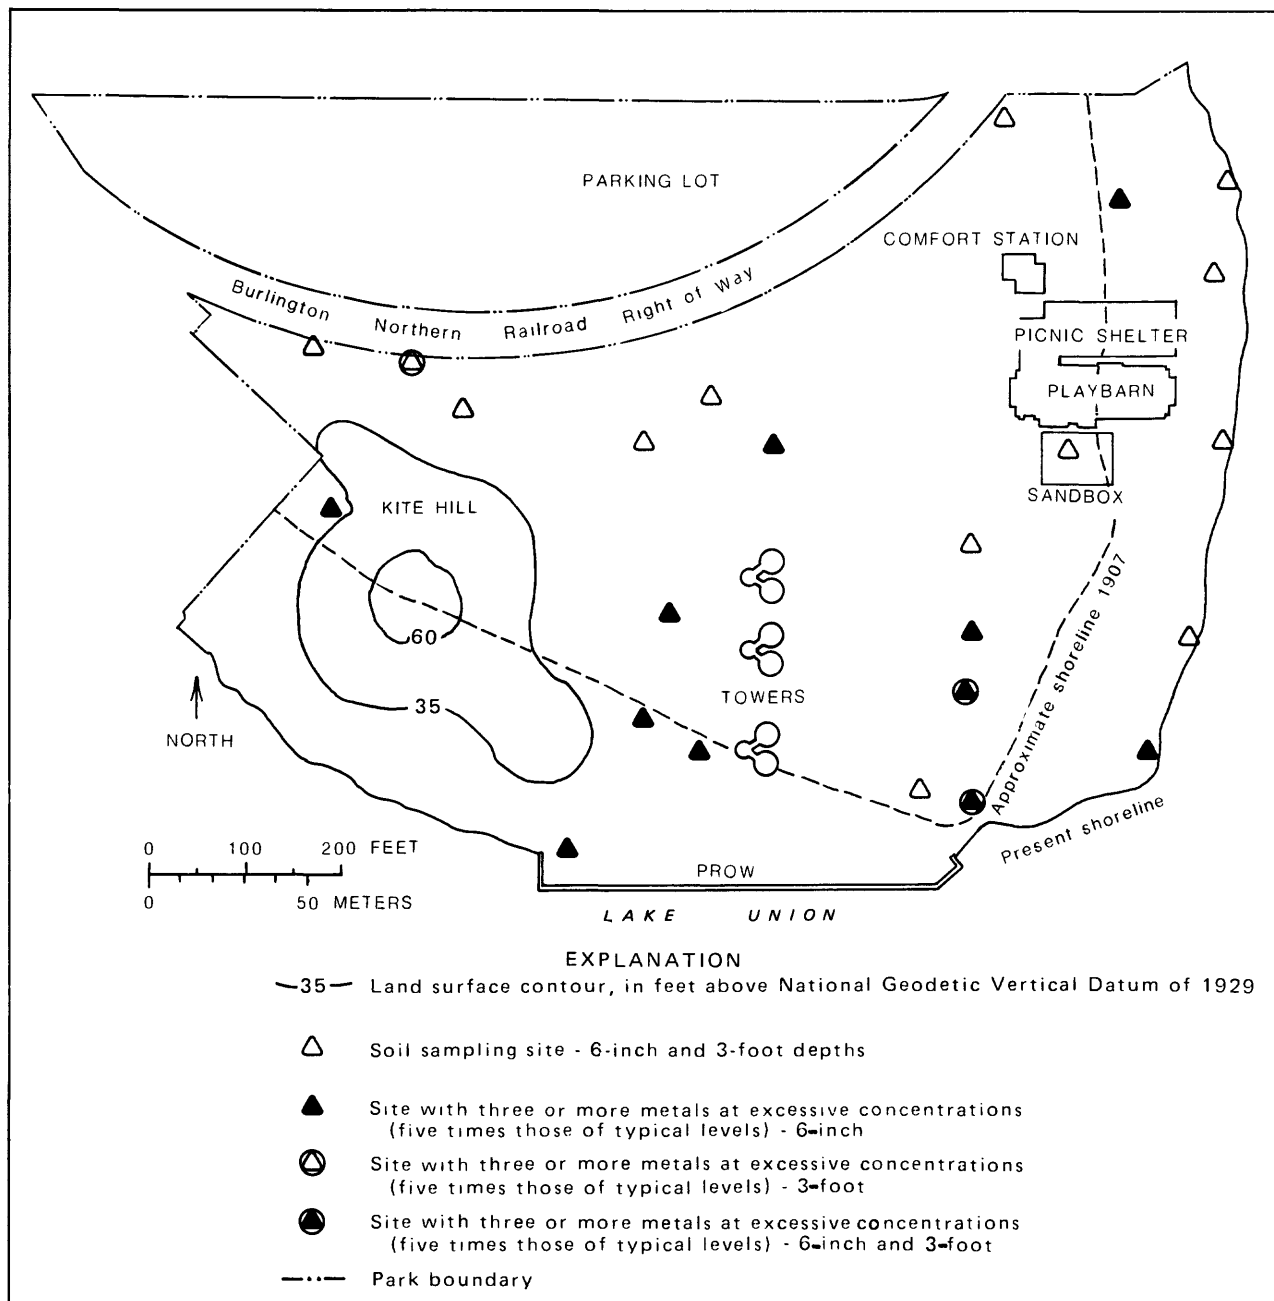 PARKING LOT
COMFORT STATION
Burlington Northern Railroad Right of Way
PICNIC SHELTER
PLAYBARN
SANDBOX
KITE HILL
60
35
TOWERS
NORTH
Approximate shoreline 1907
Present shoreline
0 100 200 FEET
0 50 METERS
PROW
LAKE UNION
EXPLANATION
35 Land surface contour, in feet above National Geodetic Vertical Datum of 1929
Soil sampling site - 6-inch and 3-foot depths
Site with three or more metals at excessive concentrations
(five times those of typical levels) - 6-inch
Site with three or more metals at excessive concentrations
(five times those of typical levels) - 3-foot
Site with three or more metals at excessive concentrations
(five times those of typical levels) - 6-inch and 3-foot
Park boundary